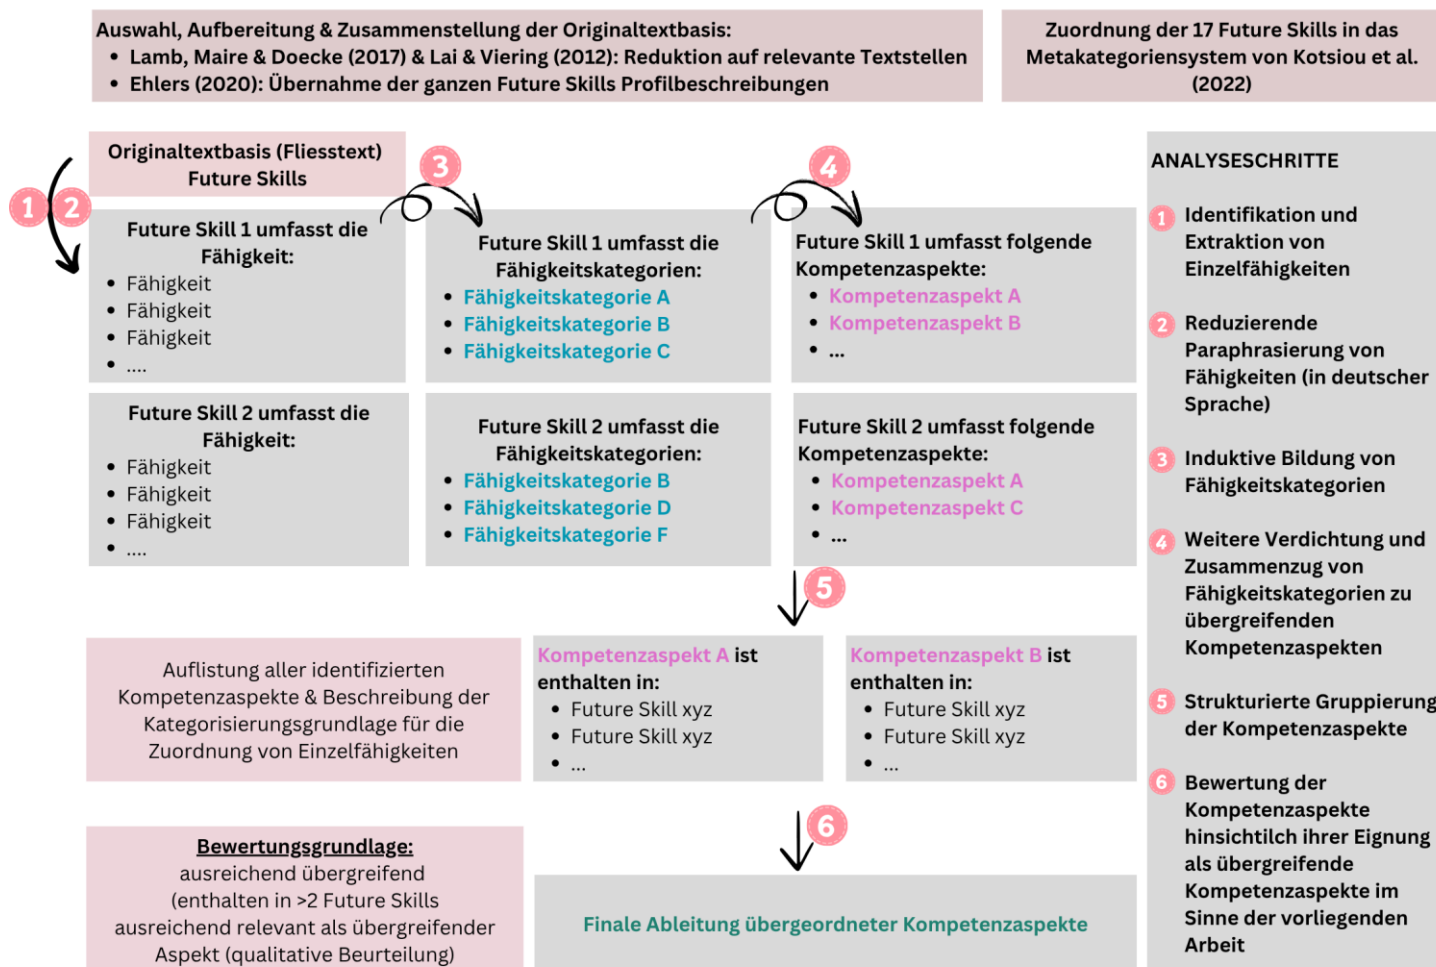 Auswahl, Aufbereitung & Zusammenstellung der Originaltextbasis:
• Lamb, Maire & Doecke (2017) & Lai & Viering (2012): Reduktion auf relevante Textstellen
• Ehlers (2020): Übernahme der ganzen Future Skills Profilbeschreibungen
Zuordnung der 17 Future Skills in das
Metakategoriensystem von Kotsiou et al.
(2022)
Originaltextbasis (Fliesstext)
Future Skills
1 2
3
4
Future Skill 1 umfasst die
Fähigkeit:
• Fähigkeit
• Fähigkeit
• Fähigkeit
• ....
Future Skill 1 umfasst die
Fähigkeitskategorien:
• Fähigkeitskategorie A
• Fähigkeitskategorie B
• Fähigkeitskategorie C
Future Skill 1 umfasst folgende
Kompetenzaspekte:
• Kompetenzaspekt A
• Kompetenzaspekt B
• ...
Future Skill 2 umfasst die
Fähigkeit:
• Fähigkeit
• Fähigkeit
• Fähigkeit
• ....
Future Skill 2 umfasst die
Fähigkeitskategorien:
• Fähigkeitskategorie B
• Fähigkeitskategorie D
• Fähigkeitskategorie F
Future Skill 2 umfasst folgende
Kompetenzaspekte:
• Kompetenzaspekt A
• Kompetenzaspekt C
• ...
5
Auflistung aller identifizierten
Kompetenzaspekte & Beschreibung der
Kategorisierungsgrundlage für die
Zuordnung von Einzelfähigkeiten
Kompetenzaspekt A ist
enthalten in:
• Future Skill xyz
• Future Skill xyz
• ...
Kompetenzaspekt B ist
enthalten in:
• Future Skill xyz
• Future Skill xyz
• ...
6
Bewertungsgrundlage:
ausreichend übergreifend
(enthalten in >2 Future Skills
ausreichend relevant als übergreifender
Aspekt (qualitative Beurteilung)
Finale Ableitung übergeordneter Kompetenzaspekte
ANALYSESCHRITTE
1 Identifikation und
Extraktion von
Einzelfähigkeiten
2 Reduzierende
Paraphrasierung von
Fähigkeiten (in deutscher
Sprache)
3 Induktive Bildung von
Fähigkeitskategorien
4 Weitere Verdichtung und
Zusammenzug von
Fähigkeitskategorien zu
übergreifenden
Kompetenzaspekten
5 Strukturierte Gruppierung
der Kompetenzaspekte
6 Bewertung der
Kompetenzaspekte
hinsichtilch ihrer Eignung
als übergreifende
Kompetenzaspekte im
Sinne der vorliegenden
Arbeit